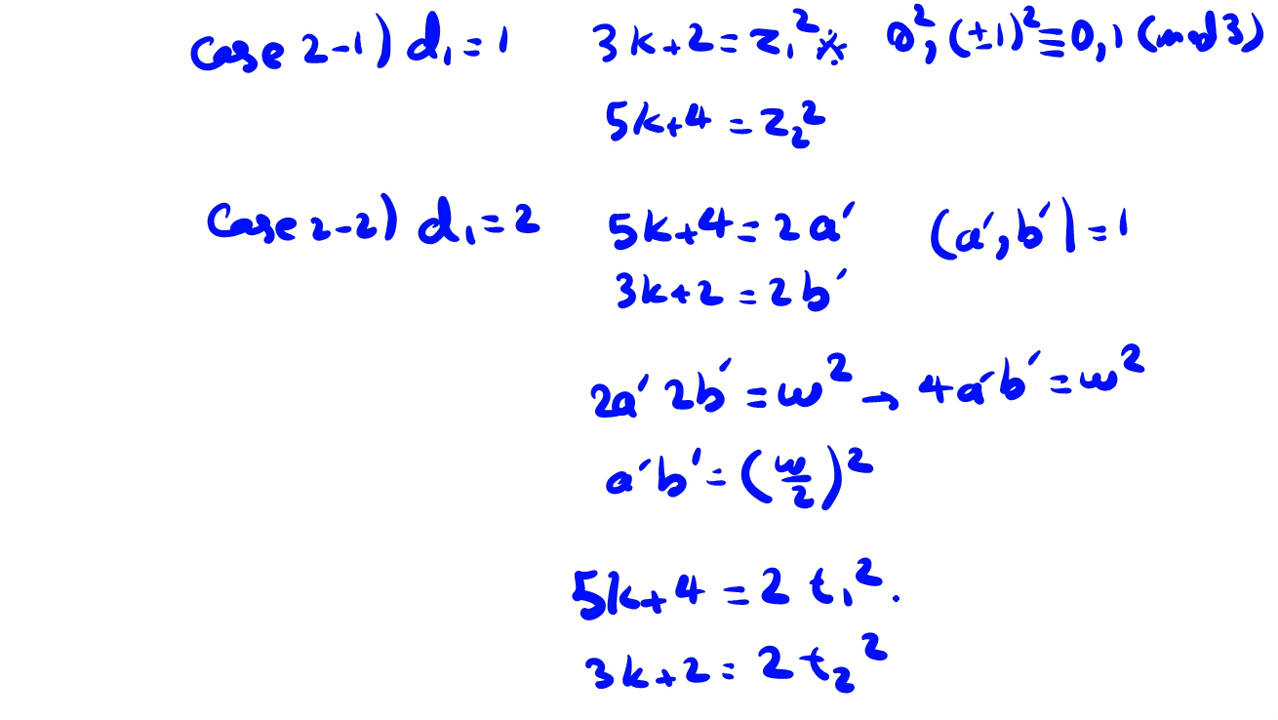 Case 2-1) d₁ = 1 3k+2 = z₁² ※ 0², (±1)² ≡ 0, 1 (mod 3)
5k+4 = z₂²
Case 2-2) d₁ = 2 5k+4 = 2a′ (a′, b′) = 1
3k+2 = 2b′
2a′ 2b′ = w² → 4a′b′ = w²
a′b′ = (w/2)²
5k+4 = 2t₁².
3k+2 = 2t₂²